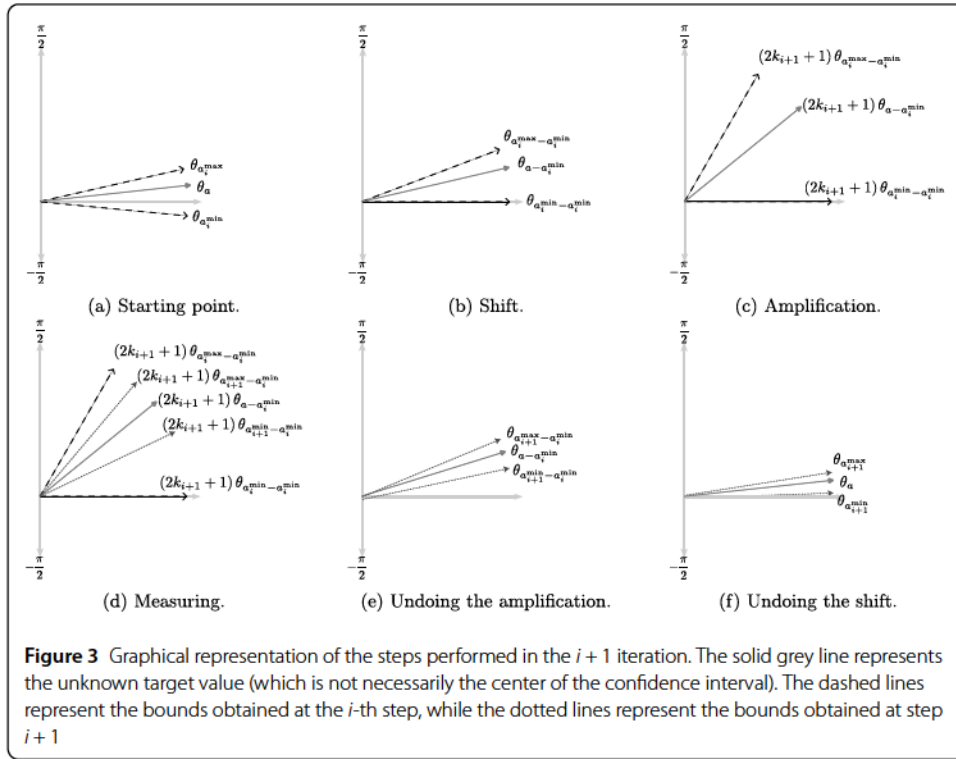 π/2
θ_{a_i^{max}}
θ_a
θ_{a_i^{min}}
−π/2
(a) Starting point.
π/2
θ_{a_i^{max}−a_i^{min}}
θ_{a−a_i^{min}}
θ_{a_i^{min}−a_i^{min}}
−π/2
(b) Shift.
π/2
(2k_{i+1} + 1) θ_{a_i^{max}−a_i^{min}}
(2k_{i+1} + 1) θ_{a−a_i^{min}}
(2k_{i+1} + 1) θ_{a_i^{min}−a_i^{min}}
−π/2
(c) Amplification.
π/2
(2k_{i+1} + 1) θ_{a_i^{max}−a_i^{min}}
(2k_{i+1} + 1) θ_{a_{i+1}^{max}−a_i^{min}}
(2k_{i+1} + 1) θ_{a−a_i^{min}}
(2k_{i+1} + 1) θ_{a_{i+1}^{min}−a_i^{min}}
(2k_{i+1} + 1) θ_{a_i^{min}−a_i^{min}}
−π/2
(d) Measuring.
π/2
θ_{a_{i+1}^{max}−a_i^{min}}
θ_{a−a_i^{min}}
θ_{a_{i+1}^{min}−a_i^{min}}
−π/2
(e) Undoing the amplification.
π/2
θ_{a_{i+1}^{max}}
θ_a
θ_{a_{i+1}^{min}}
−π/2
(f) Undoing the shift.
Figure 3 Graphical representation of the steps performed in the i + 1 iteration. The solid grey line represents
the unknown target value (which is not necessarily the center of the confidence interval). The dashed lines
represent the bounds obtained at the i-th step, while the dotted lines represent the bounds obtained at step
i + 1